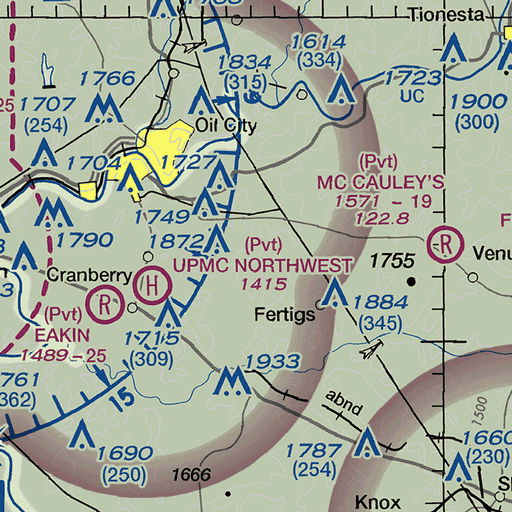 Tionesta
1614
(334)
1834
(315)
1766
1723
UC
25
1707
(254)
1900
(300)
Oil City
(Pvt)
1704
1727
MC CAULEY'S
1571 - 19
122.8
1749
1790
1872
(Pvt)
Venu
UPMC NORTHWEST
1755
Cranberry
H
R
R
1415
(Pvt)
EAKIN
1489 - 25
1884
(345)
Fertigs
1715
(309)
1933
761
362)
15
abnd
1500
1690
(250)
1787
(254)
1660
(230)
1666
Knox